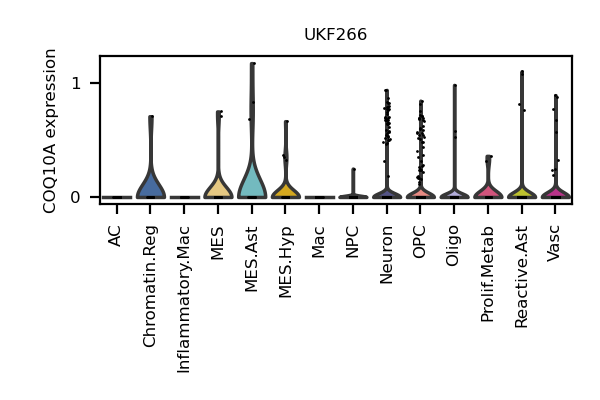 UKF266
COQ10A expression
1
0
AC
Chromatin.Reg
Inflammatory.Mac
MES
MES.Ast
MES.Hyp
Mac
NPC
Neuron
OPC
Oligo
Prolif.Metab
Reactive.Ast
Vasc